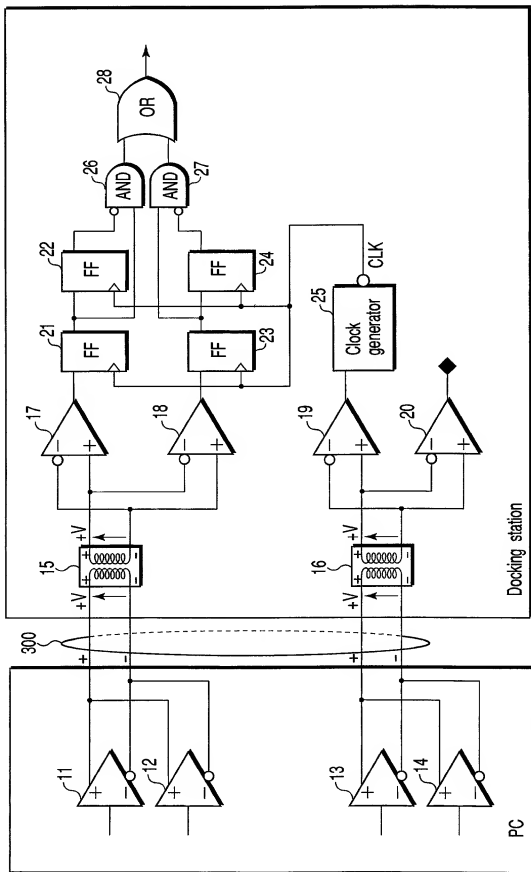 PC
11
+
−
12
+
−
13
+
−
14
+
−
300
+
−
+
−
Docking station
15
+V
+V
+
+
-
-
16
+V
+V
+
+
-
-
17
−
+
18
−
+
19
−
+
20
−
+
21
FF
22
FF
23
FF
24
FF
25
Clock
generator
CLK
26
AND
27
AND
28
OR